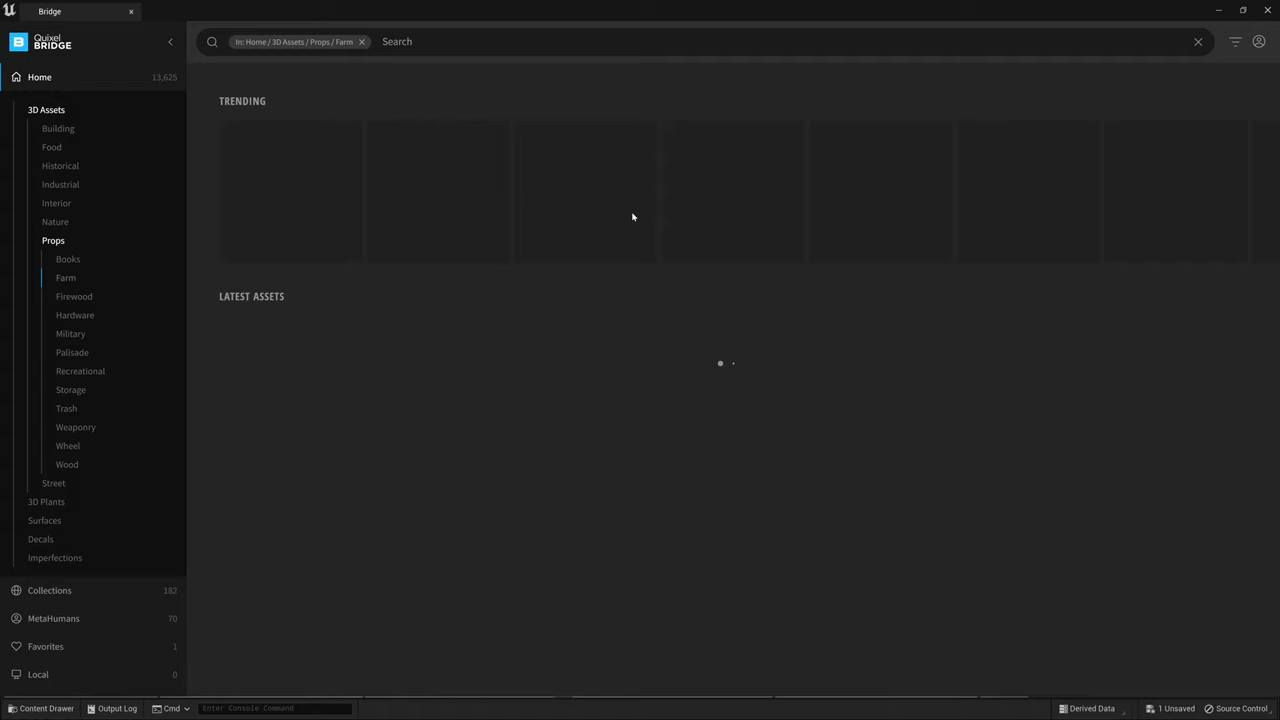 Bridge
Quixel
BRIDGE
In: Home / 3D Assets / Props / Farm
Search
Home 13,625
3D Assets
Building
Food
Historical
Industrial
Interior
Nature
Props
Books
Farm
Firewood
Hardware
Military
Palisade
Recreational
Storage
Trash
Weaponry
Wheel
Wood
Street
3D Plants
Surfaces
Decals
Imperfections
Collections 182
MetaHumans 70
Favorites 1
Local 0
TRENDING
LATEST ASSETS
Content Drawer Output Log Cmd Enter Console Command Derived Data 1 Unsaved Source Control